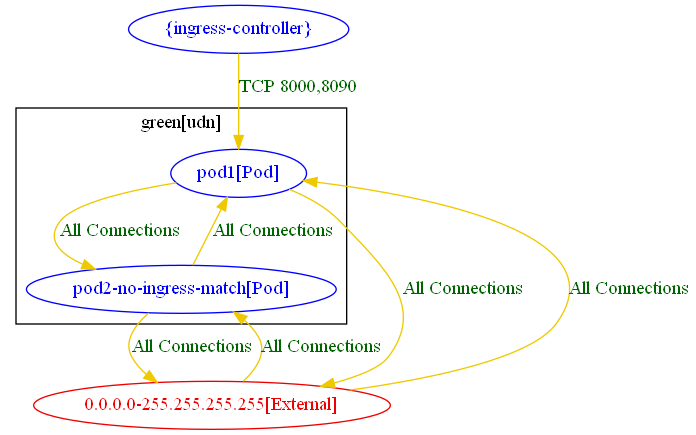 {ingress-controller}
TCP 8000,8090
green[udn]
pod1[Pod]
All Connections
All Connections
pod2-no-ingress-match[Pod]
All Connections
All Connections
All Connections
All Connections
0.0.0.0-255.255.255.255[External]